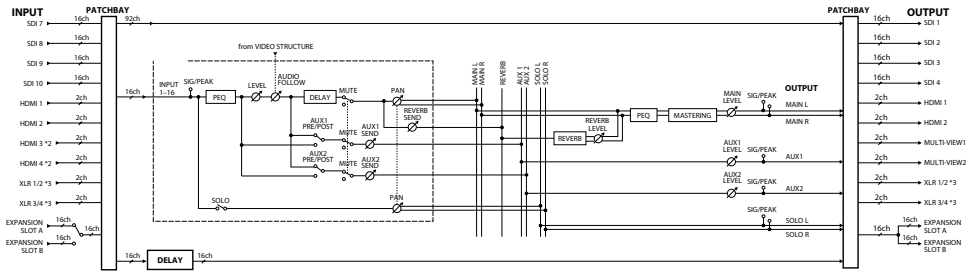 INPUT
PATCHBAY
PATCHBAY
OUTPUT
SDI 7
16ch
92ch
16ch
SDI 1
SDI 8
16ch
16ch
SDI 2
SDI 9
16ch
16ch
SDI 3
SDI 10
16ch
16ch
SDI 4
HDMI 1
2ch
2ch
HDMI 1
HDMI 2
2ch
2ch
HDMI 2
HDMI 3 *2
2ch
2ch
MULTI-VIEW1
HDMI 4 *2
2ch
2ch
MULTI-VIEW2
XLR 1/2 *3
2ch
2ch
XLR 1/2 *3
XLR 3/4 *3
2ch
2ch
XLR 3/4 *3
EXPANSION
SLOT A
16ch
16ch
EXPANSION
SLOT B
16ch
16ch
16ch
EXPANSION
SLOT A
16ch
EXPANSION
SLOT B
from VIDEO STRUCTURE
16ch
INPUT
1–16
SIG/PEAK
PEQ
LEVEL
AUDIO
FOLLOW
DELAY
MUTE
PAN
REVERB
SEND
AUX1
PRE/POST
MUTE
AUX1
SEND
AUX2
PRE/POST
MUTE
AUX2
SEND
SOLO
PAN
MAIN L
MAIN R
REVERB
AUX 1
AUX 2
SOLO L
SOLO R
REVERB
REVERB
LEVEL
PEQ
MASTERING
MAIN
LEVEL
SIG/PEAK
OUTPUT
MAIN L
MAIN R
AUX1
LEVEL
SIG/PEAK
AUX1
AUX2
LEVEL
SIG/PEAK
AUX2
SIG/PEAK
SOLO L
SOLO R
16ch
DELAY
16ch